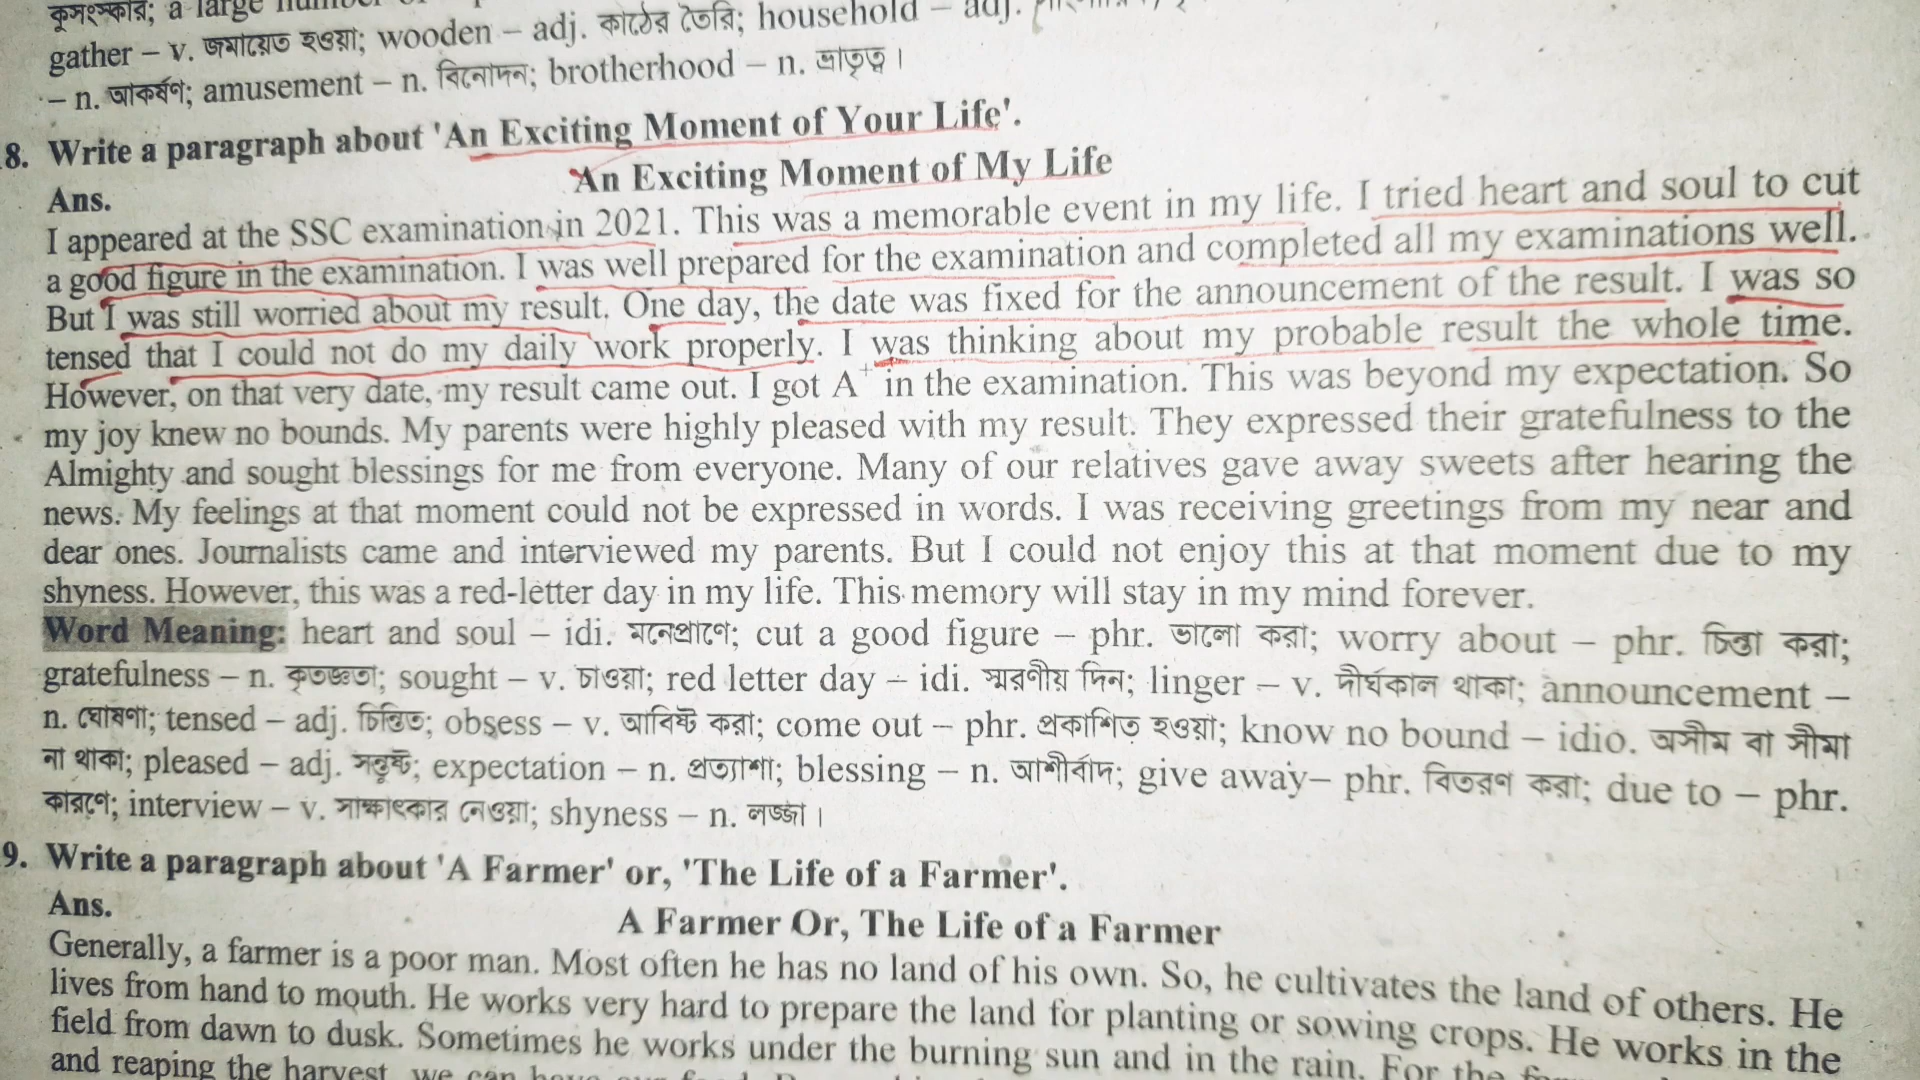 কুসংস্কার; a large
gather – v. জমায়েত হওয়া; wooden – adj. কাঠের তৈরি; household – adj.
– n. আকর্ষণ; amusement – n. বিনোদন; brotherhood – n. ভ্রাতৃত্ব।
8. Write a paragraph about 'An Exciting Moment of Your Life'.
An Exciting Moment of My Life
Ans.
I appeared at the SSC examination in 2021. This was a memorable event in my life. I tried heart and soul to cut
a good figure in the examination. I was well prepared for the examination and completed all my examinations well.
But I was still worried about my result. One day, the date was fixed for the announcement of the result. I was so
tensed that I could not do my daily work properly. I was thinking about my probable result the whole time.
However, on that very date, my result came out. I got A+ in the examination. This was beyond my expectation. So
my joy knew no bounds. My parents were highly pleased with my result. They expressed their gratefulness to the
Almighty and sought blessings for me from everyone. Many of our relatives gave away sweets after hearing the
news. My feelings at that moment could not be expressed in words. I was receiving greetings from my near and
dear ones. Journalists came and interviewed my parents. But I could not enjoy this at that moment due to my
shyness. However, this was a red-letter day in my life. This memory will stay in my mind forever.
Word Meaning: heart and soul – idi. মনেপ্রাণে; cut a good figure – phr. ভালো করা; worry about – phr. চিন্তা করা;
gratefulness – n. কৃতজ্ঞতা; sought – v. চাওয়া; red letter day – idi. স্মরণীয় দিন; linger – v. দীর্ঘকাল থাকা; announcement –
n. ঘোষণা; tensed – adj. চিন্তিত; obsess – v. আবিষ্ট করা; come out – phr. প্রকাশিত হওয়া; know no bound – idio. অসীম বা সীমা
না থাকা; pleased – adj. সন্তুষ্ট; expectation – n. প্রত্যাশা; blessing – n. আশীর্বাদ; give away– phr. বিতরণ করা; due to – phr.
কারণে; interview – v. সাক্ষাৎকার নেওয়া; shyness – n. লজ্জা।
9. Write a paragraph about 'A Farmer' or, 'The Life of a Farmer'.
Ans.
A Farmer Or, The Life of a Farmer
Generally, a farmer is a poor man. Most often he has no land of his own. So, he cultivates the land of others. He
lives from hand to mouth. He works very hard to prepare the land for planting or sowing crops. He works in the
field from dawn to dusk. Sometimes he works under the burning sun and in the rain. For the
and reaping the harvest, we can have